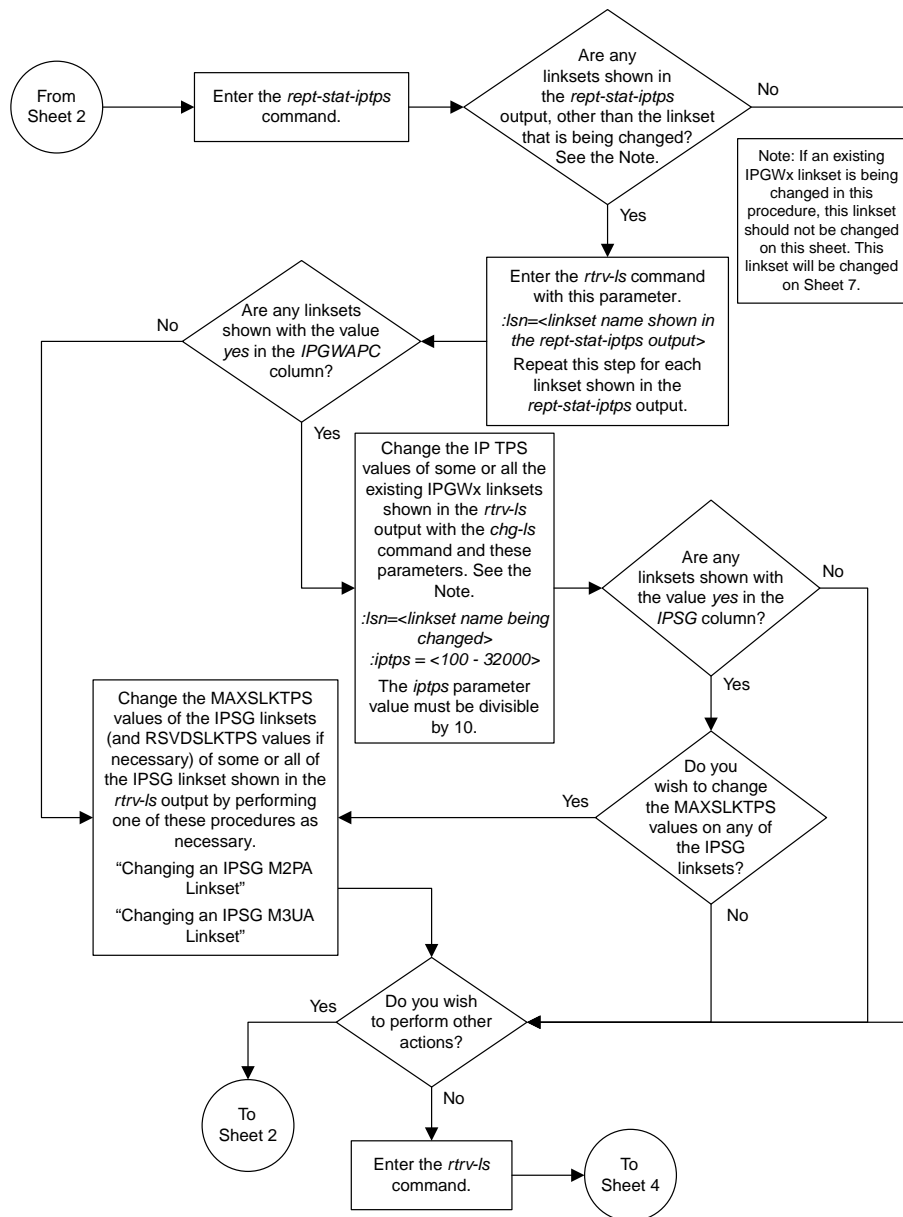 From
Sheet 2
Enter the rept-stat-iptps
command.
Are any
linksets shown in
the rept-stat-iptps
output, other than the linkset
that is being changed?
See the Note.
No
Yes
Note: If an existing
IPGWx linkset is being
changed in this
procedure, this linkset
should not be changed
on this sheet. This
linkset will be changed
on Sheet 7.
Enter the rtrv-ls command
with this parameter.
:lsn=<linkset name shown in
the rept-stat-iptps output>
Repeat this step for each
linkset shown in the
rept-stat-iptps output.
Are any linksets
shown with the value
yes in the IPGWAPC
column?
No
Yes
Change the IP TPS
values of some or all the
existing IPGWx linksets
shown in the rtrv-ls
output with the chg-ls
command and these
parameters. See the
Note.
:lsn=<linkset name being
changed>
:iptps = <100 - 32000>
The iptps parameter
value must be divisible
by 10.
Are any
linksets shown with
the value yes in the
IPSG column?
No
Yes
Do you
wish to change
the MAXSLKTPS
values on any of
the IPSG
linksets?
Yes
No
Change the MAXSLKTPS
values of the IPSG linksets
(and RSVDSLKTPS values if
necessary) of some or all of
the IPSG linkset shown in the
rtrv-ls output by performing
one of these procedures as
necessary.
“Changing an IPSG M2PA
Linkset”
“Changing an IPSG M3UA
Linkset”
Do you wish
to perform other
actions?
Yes
No
To
Sheet 2
Enter the rtrv-ls
command.
To
Sheet 4